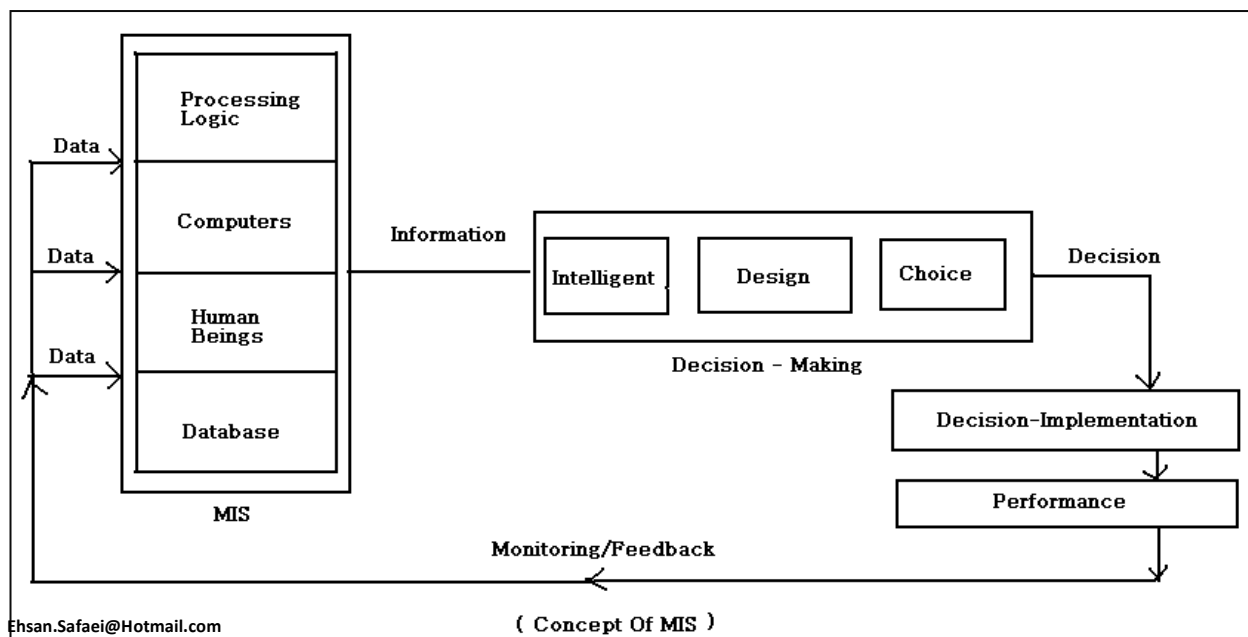 Processing
Logic
Data
Computers
Data
Human
Beings
Data
Database
MIS
Information
Intelligent
Design
Choice
Decision - Making
Decision
Decision-Implementation
Performance
Monitoring/Feedback
( Concept Of MIS )
Ehsan.Safaei@Hotmail.com